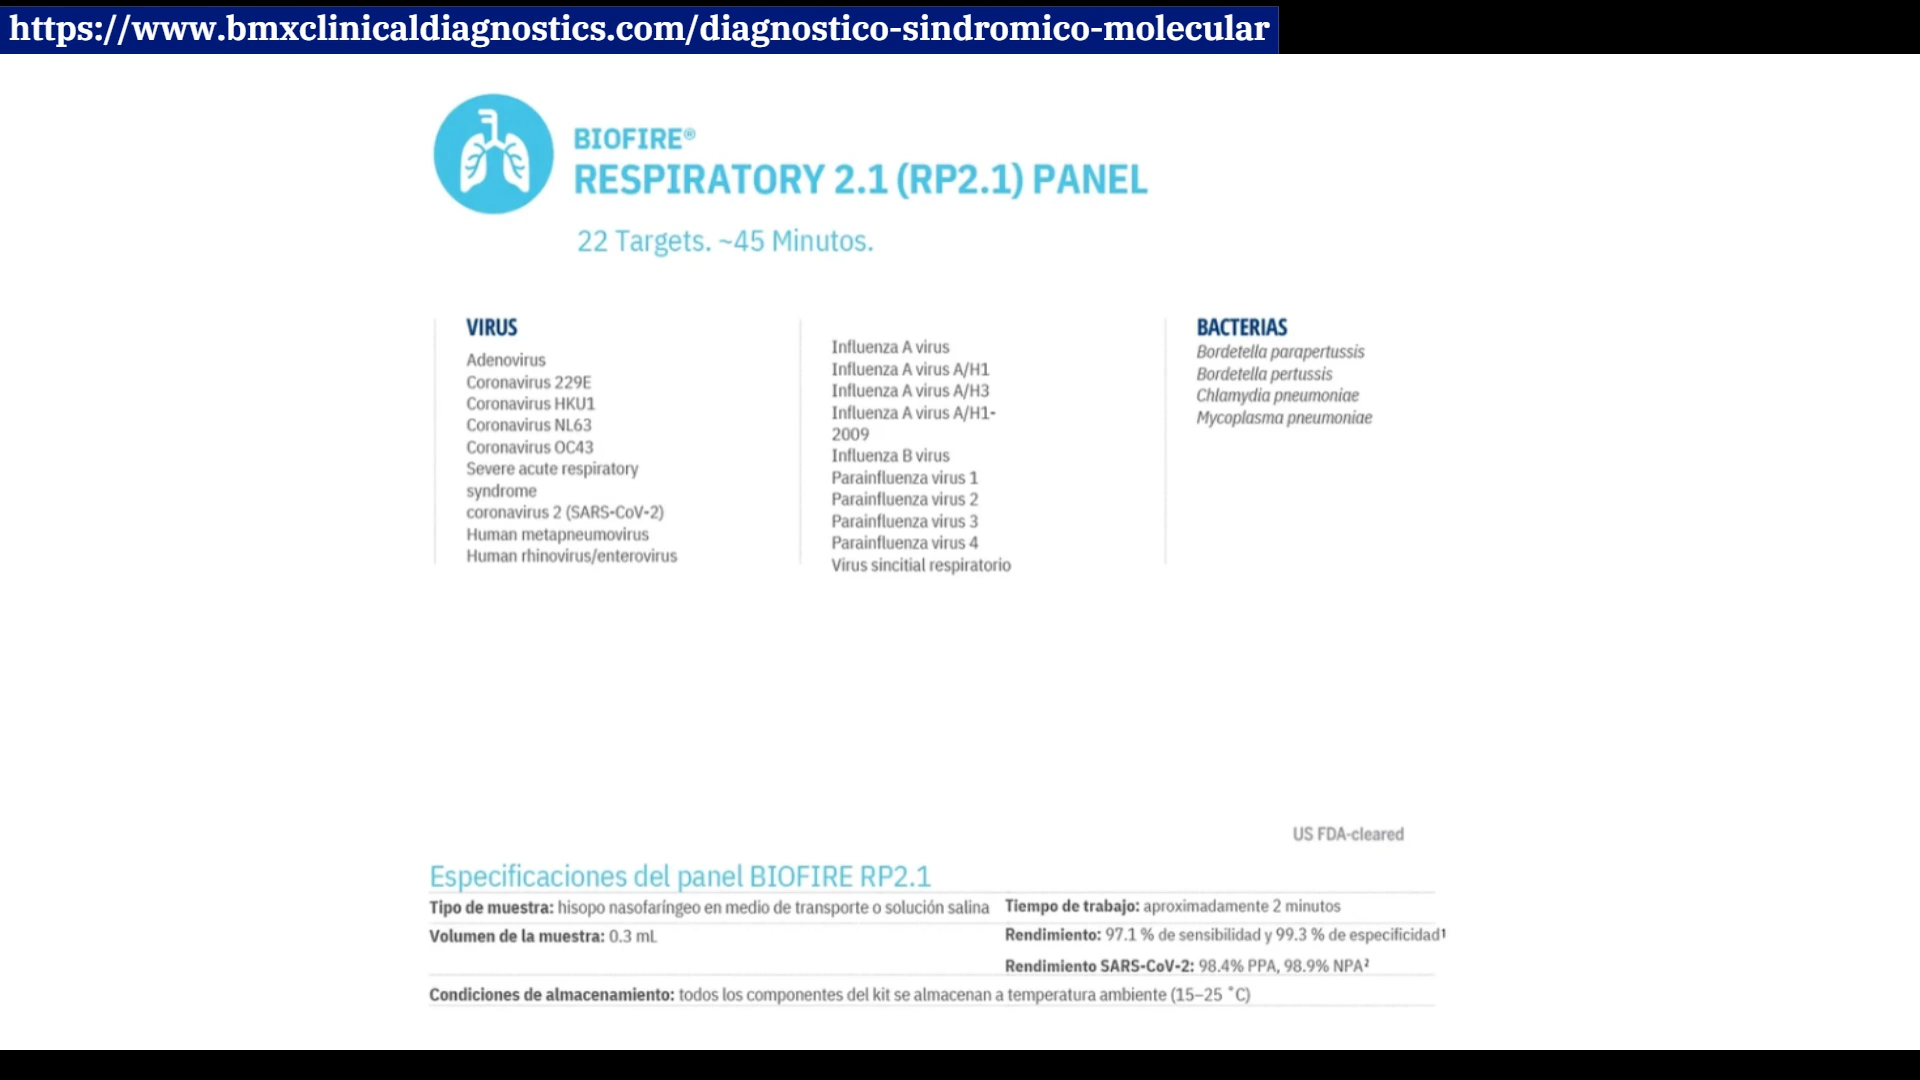 https://www.bmxclinicaldiagnostics.com/diagnostico-sindromico-molecular
BIOFIRE®
RESPIRATORY 2.1 (RP2.1) PANEL
22 Targets. ~45 Minutos.
VIRUS
Adenovirus
Coronavirus 229E
Coronavirus HKU1
Coronavirus NL63
Coronavirus OC43
Severe acute respiratory
syndrome
coronavirus 2 (SARS-CoV-2)
Human metapneumovirus
Human rhinovirus/enterovirus
Influenza A virus
Influenza A virus A/H1
Influenza A virus A/H3
Influenza A virus A/H1-
2009
Influenza B virus
Parainfluenza virus 1
Parainfluenza virus 2
Parainfluenza virus 3
Parainfluenza virus 4
Virus sincitial respiratorio
BACTERIAS
Bordetella parapertussis
Bordetella pertussis
Chlamydia pneumoniae
Mycoplasma pneumoniae
US FDA-cleared
Especificaciones del panel BIOFIRE RP2.1
Tipo de muestra: hisopo nasofaríngeo en medio de transporte o solución salina
Tiempo de trabajo: aproximadamente 2 minutos
Volumen de la muestra: 0.3 mL
Rendimiento: 97.1 % de sensibilidad y 99.3 % de especificidad¹
Rendimiento SARS-CoV-2: 98.4% PPA, 98.9% NPA²
Condiciones de almacenamiento: todos los componentes del kit se almacenan a temperatura ambiente (15–25 ˚C)